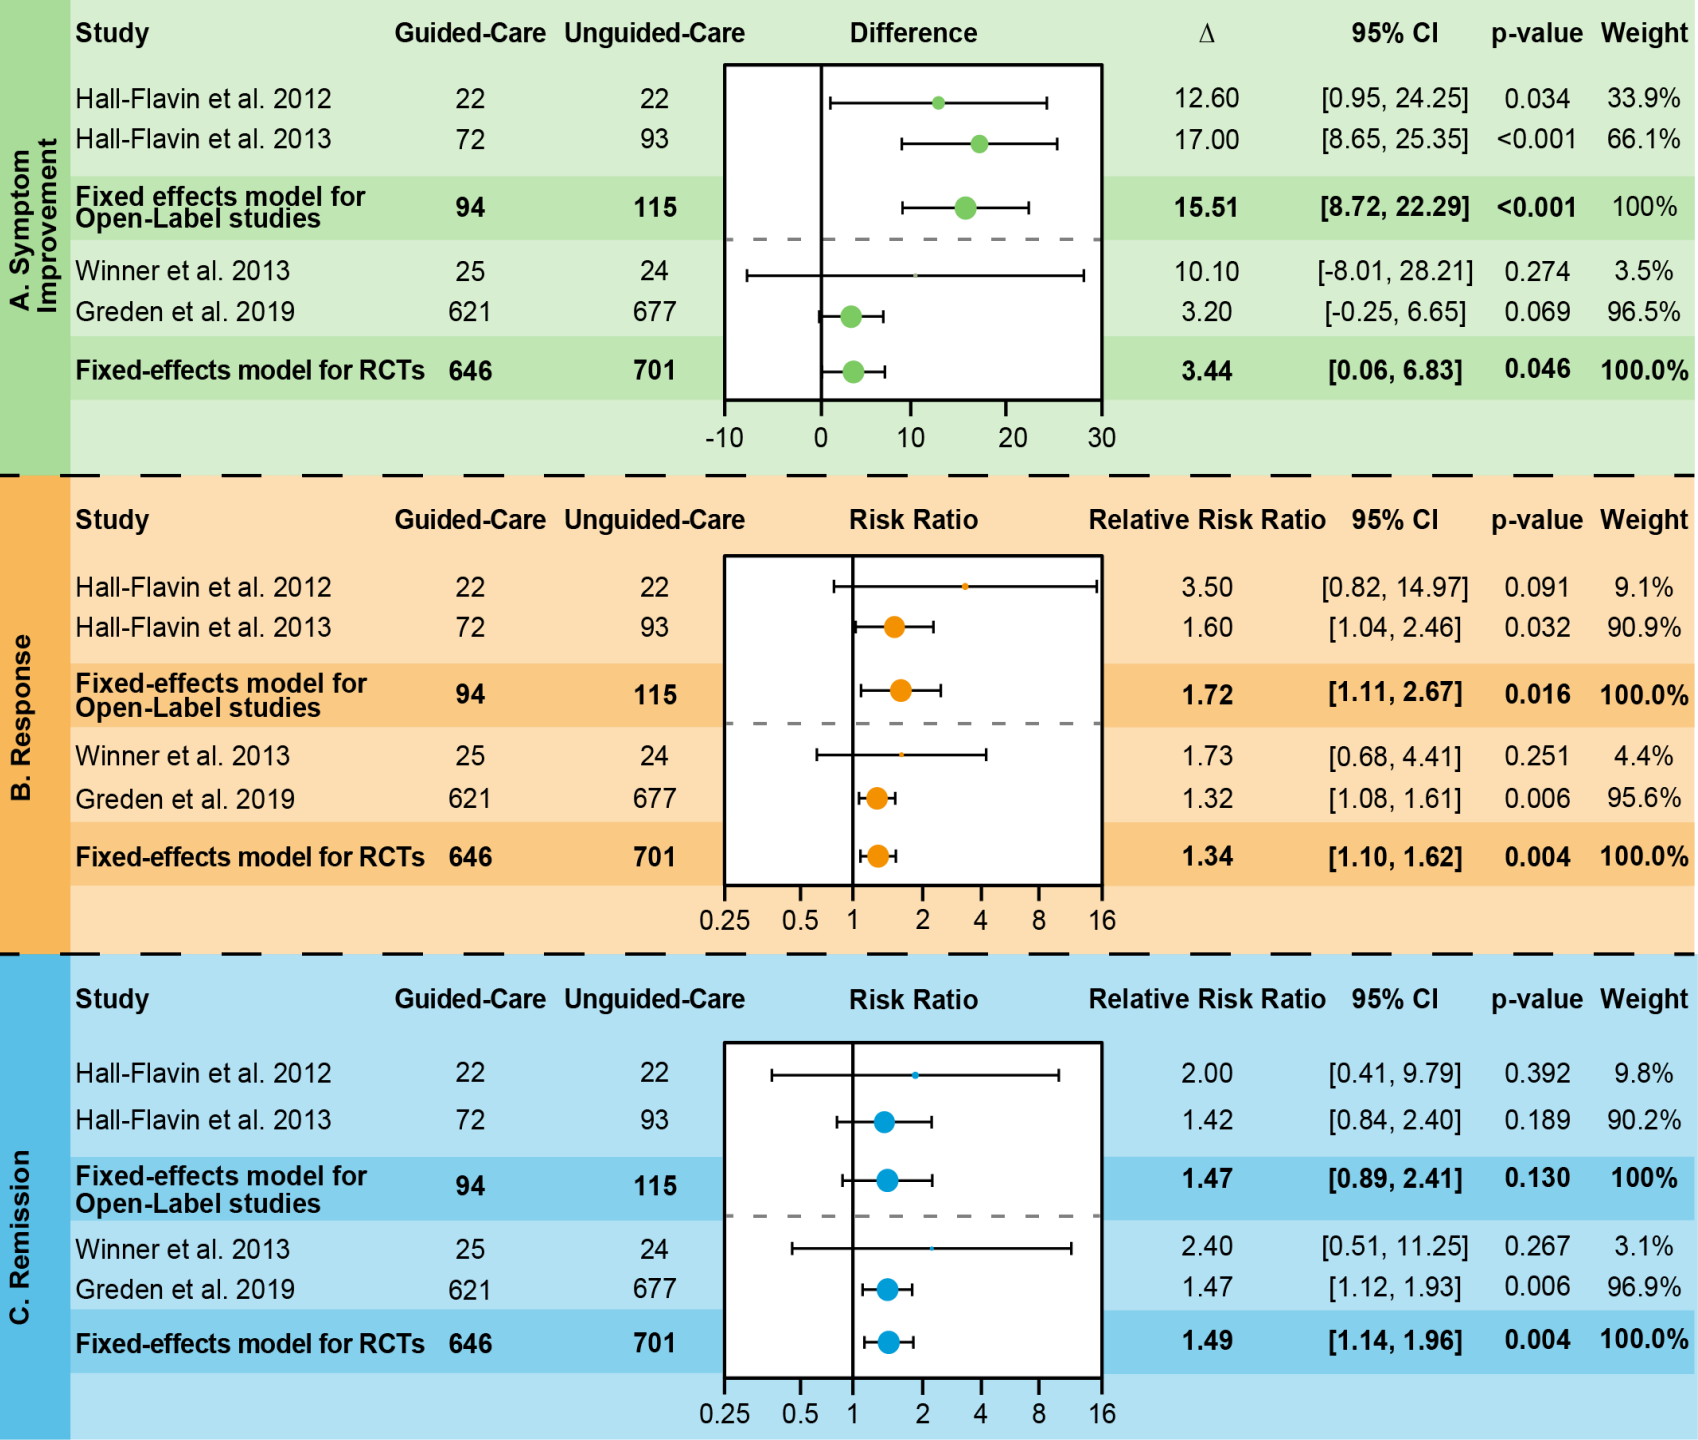 A. Symptom
Improvement
Study Guided-Care Unguided-Care Difference Δ 95% CI p-value Weight
Hall-Flavin et al. 2012 22 22 12.60 [0.95, 24.25] 0.034 33.9%
Hall-Flavin et al. 2013 72 93 17.00 [8.65, 25.35] <0.001 66.1%
Fixed effects model for
Open-Label studies 94 115 15.51 [8.72, 22.29] <0.001 100%
Winner et al. 2013 25 24 10.10 [-8.01, 28.21] 0.274 3.5%
Greden et al. 2019 621 677 3.20 [-0.25, 6.65] 0.069 96.5%
Fixed-effects model for RCTs 646 701 3.44 [0.06, 6.83] 0.046 100.0%
-10 0 10 20 30
B. Response
Study Guided-Care Unguided-Care Risk Ratio Relative Risk Ratio 95% CI p-value Weight
Hall-Flavin et al. 2012 22 22 3.50 [0.82, 14.97] 0.091 9.1%
Hall-Flavin et al. 2013 72 93 1.60 [1.04, 2.46] 0.032 90.9%
Fixed-effects model for
Open-Label studies 94 115 1.72 [1.11, 2.67] 0.016 100.0%
Winner et al. 2013 25 24 1.73 [0.68, 4.41] 0.251 4.4%
Greden et al. 2019 621 677 1.32 [1.08, 1.61] 0.006 95.6%
Fixed-effects model for RCTs 646 701 1.34 [1.10, 1.62] 0.004 100.0%
0.25 0.5 1 2 4 8 16
C. Remission
Study Guided-Care Unguided-Care Risk Ratio Relative Risk Ratio 95% CI p-value Weight
Hall-Flavin et al. 2012 22 22 2.00 [0.41, 9.79] 0.392 9.8%
Hall-Flavin et al. 2013 72 93 1.42 [0.84, 2.40] 0.189 90.2%
Fixed-effects model for
Open-Label studies 94 115 1.47 [0.89, 2.41] 0.130 100%
Winner et al. 2013 25 24 2.40 [0.51, 11.25] 0.267 3.1%
Greden et al. 2019 621 677 1.47 [1.12, 1.93] 0.006 96.9%
Fixed-effects model for RCTs 646 701 1.49 [1.14, 1.96] 0.004 100.0%
0.25 0.5 1 2 4 8 16